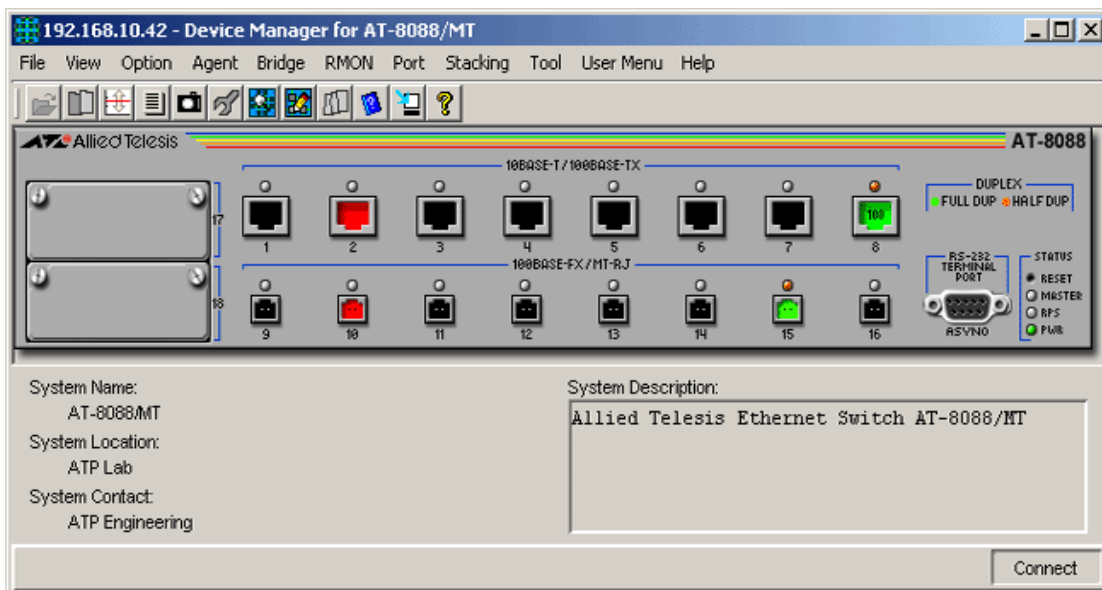 192.168.10.42 - Device Manager for AT-8088/MT
File View Option Agent Bridge RMON Port Stacking Tool User Menu Help
Allied Telesis
AT-8088
10BASE-T/100BASE-TX
DUPLEX
FULL DUP HALF DUP
100
17
1 2 3 4 5 6 7 8
100BASE-FX/MT-RJ
RS-232
TERMINAL
PORT
ASYNO
STATUS
RESET
MASTER
RPS
PWR
18
9 10 11 12 13 14 15 16
System Name:
AT-8088/MT
System Location:
ATP Lab
System Contact:
ATP Engineering
System Description:
Allied Telesis Ethernet Switch AT-8088/MT
Connect